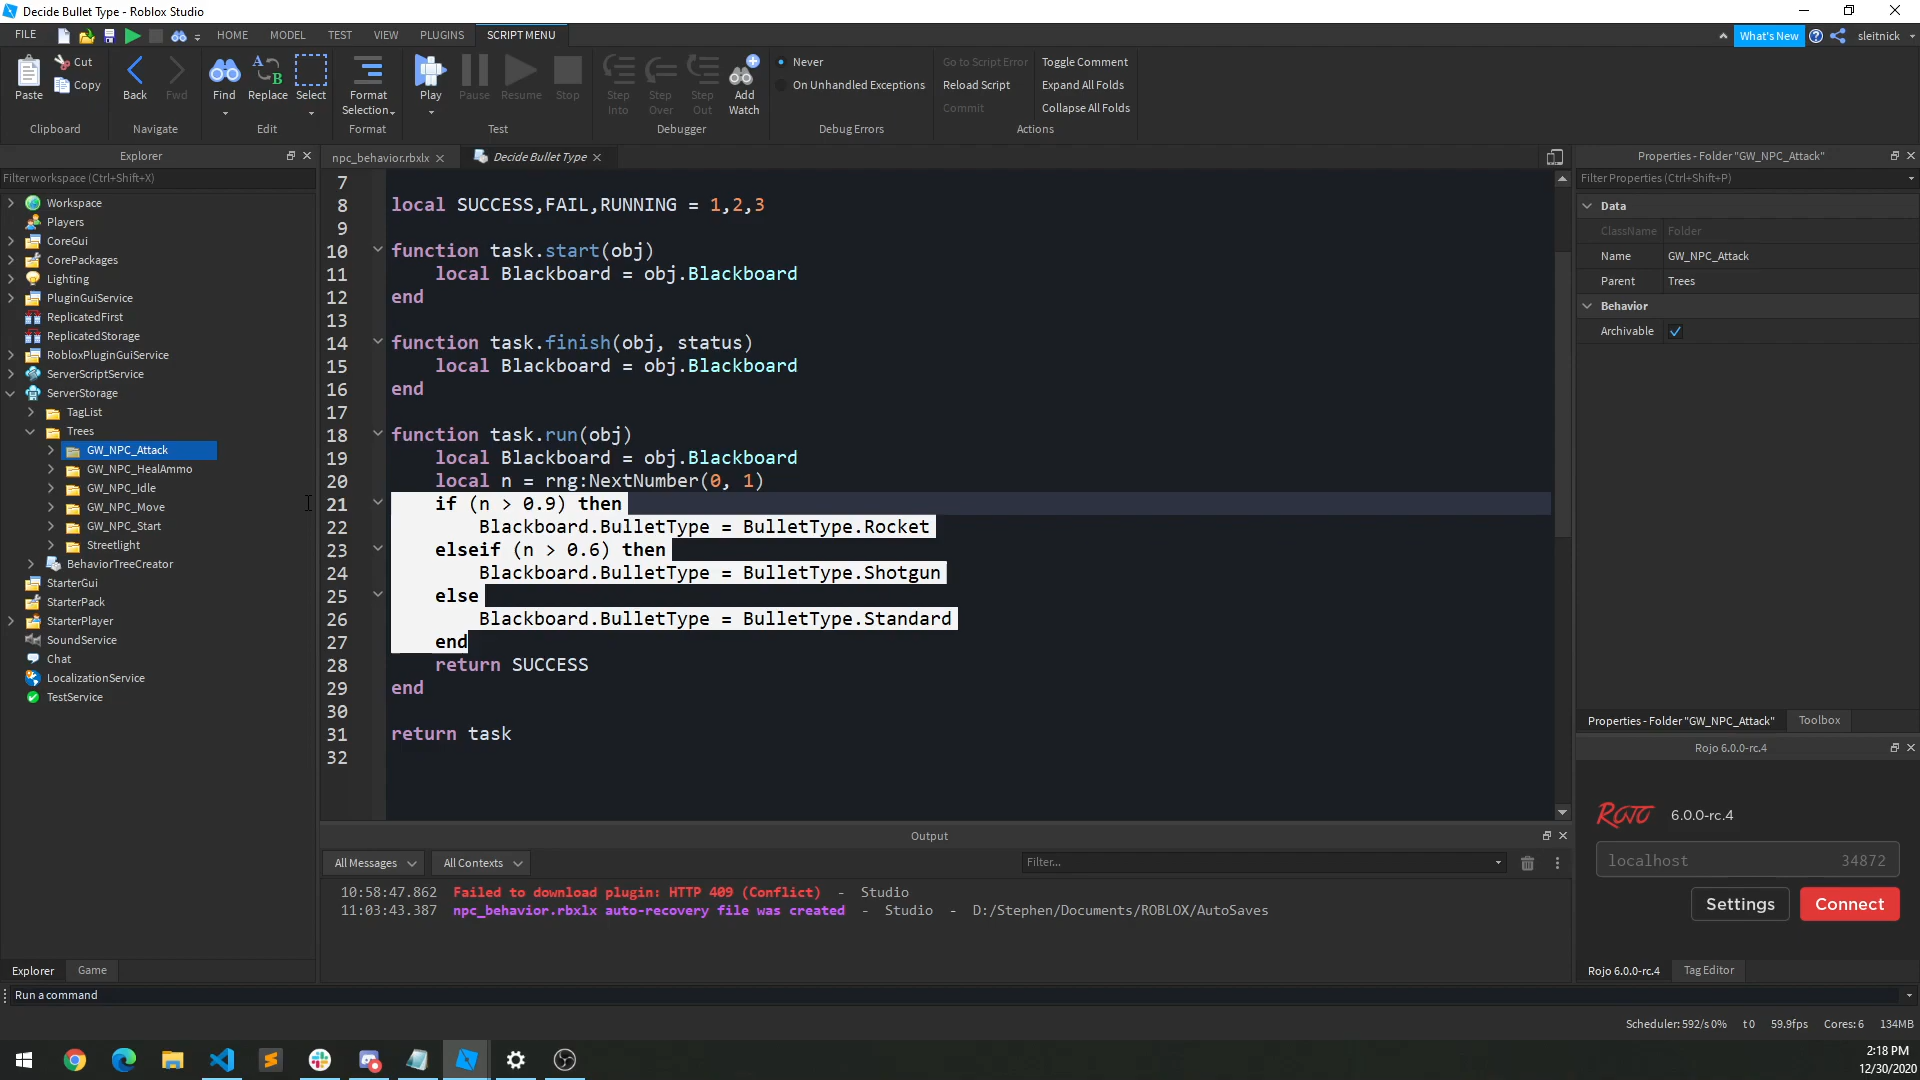 Decide Bullet Type - Roblox Studio
FILE HOME MODEL TEST VIEW PLUGINS SCRIPT MENU What's New sleitnick
Paste
Cut
Copy
Clipboard
Back Fwd
Navigate
Find Replace Select
Edit
Format
Selection
Format
Play Pause Resume Stop
Test
Step Into
Step Over
Step Out
Add Watch
Debugger
Never
On Unhandled Exceptions
Debug Errors
Go to Script Error
Reload Script
Commit
Toggle Comment
Expand All Folds
Collapse All Folds
Actions
Explorer
Filter workspace (Ctrl+Shift+X)
Workspace
Players
CoreGui
CorePackages
Lighting
PluginGuiService
ReplicatedFirst
ReplicatedStorage
RobloxPluginGuiService
ServerScriptService
ServerStorage
TagList
Trees
GW_NPC_Attack
GW_NPC_HealAmmo
GW_NPC_Idle
GW_NPC_Move
GW_NPC_Start
Streetlight
BehaviorTreeCreator
StarterGui
StarterPack
StarterPlayer
SoundService
Chat
LocalizationService
TestService
Explorer Game
npc_behavior.rbxlx Decide Bullet Type
7
8 local SUCCESS,FAIL,RUNNING = 1,2,3
9
10 function task.start(obj)
11 local Blackboard = obj.Blackboard
12 end
13
14 function task.finish(obj, status)
15 local Blackboard = obj.Blackboard
16 end
17
18 function task.run(obj)
19 local Blackboard = obj.Blackboard
20 local n = rng:NextNumber(0, 1)
21 if (n > 0.9) then
22 Blackboard.BulletType = BulletType.Rocket
23 elseif (n > 0.6) then
24 Blackboard.BulletType = BulletType.Shotgun
25 else
26 Blackboard.BulletType = BulletType.Standard
27 end
28 return SUCCESS
29 end
30
31 return task
32
Output
All Messages All Contexts Filter...
10:58:47.862 Failed to download plugin: HTTP 409 (Conflict) - Studio
11:03:43.387 npc_behavior.rbxlx auto-recovery file was created - Studio - D:/Stephen/Documents/ROBLOX/AutoSaves
Properties - Folder "GW_NPC_Attack"
Filter Properties (Ctrl+Shift+P)
Data
ClassName Folder
Name GW_NPC_Attack
Parent Trees
Behavior
Archivable
Properties - Folder "GW_NPC_Attack" Toolbox
Rojo 6.0.0-rc.4
ROJO 6.0.0-rc.4
localhost 34872
Settings Connect
Rojo 6.0.0-rc.4 Tag Editor
Run a command
Scheduler: 592/s 0% t 0 59.9fps Cores: 6 134MB
2:18 PM
12/30/2020